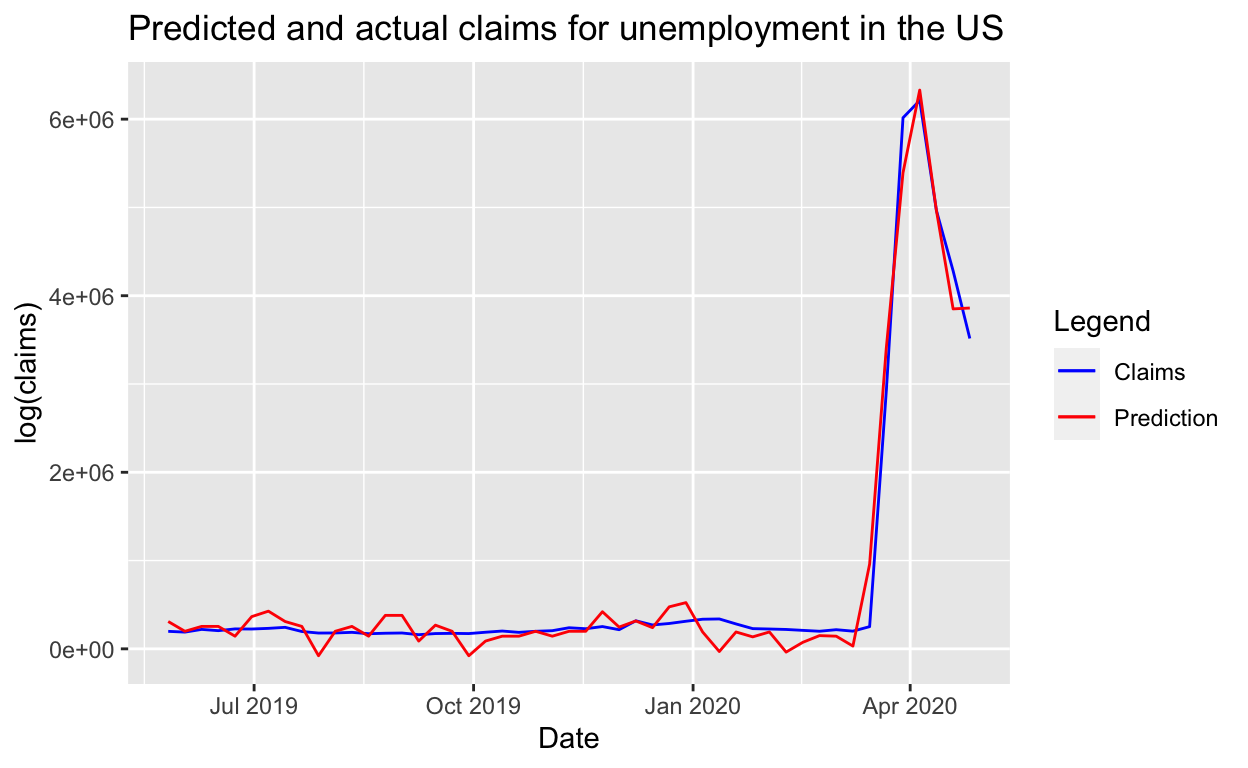 Predicted and actual claims for unemployment in the US
6e+06
4e+06
2e+06
0e+00
log(claims)
Jul 2019
Oct 2019
Jan 2020
Apr 2020
Date
Legend
Claims
Prediction